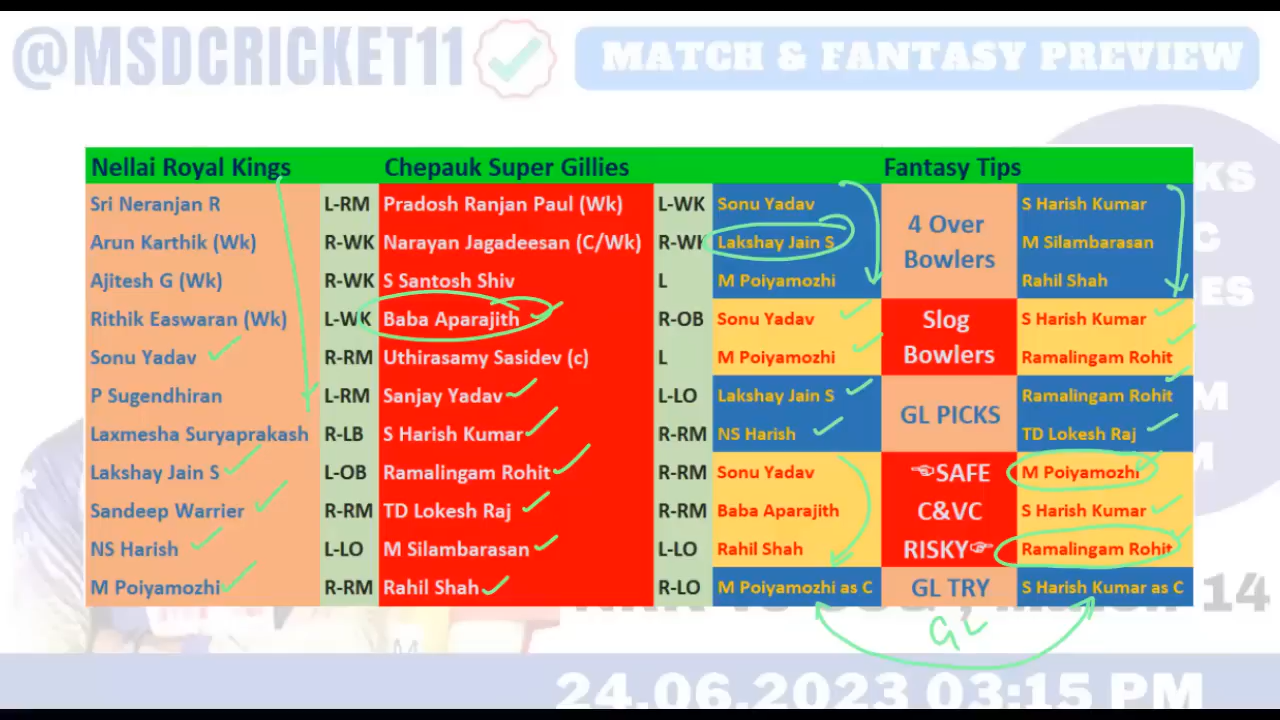 @MSDCRICKET11 MATCH & FANTASY PREVIEW
Nellai Royal Kings Chepauk Super Gillies Fantasy Tips
Sri Neranjan R L-RM Pradosh Ranjan Paul (Wk) L-WK Sonu Yadav 4 Over S Harish Kumar
Arun Karthik (Wk) R-WK Narayan Jagadeesan (C/Wk) Lakshay Jain S Bowlers M Silambarasan
Ajitesh G (Wk) R-WK S Santosh Shiv L M Poiyamozhi Rahil Shah
Rithik Easwaran (Wk) L-WK Baba Aparajith R-OB Sonu Yadav Slog S Harish Kumar
Sonu Yadav R-RM Uthirasamy Sasidev (c) L M Poiyamozhi Bowlers Ramalingam Rohit
P Sugendhiran L-RM Sanjay Yadav L-LO Lakshay Jain S GL PICKS Ramalingam Rohit
Laxmesha Suryaprakash R-LB S Harish Kumar R-RM NS Harish TD Lokesh Raj
Lakshay Jain S L-OB Ramalingam Rohit R-RM Sonu Yadav ☜SAFE M Poiyamozhi
Sandeep Warrier R-RM TD Lokesh Raj R-RM Baba Aparajith C&VC S Harish Kumar
NS Harish L-LO M Silambarasan L-LO Rahil Shah RISKY☞ Ramalingam Rohit
M Poiyamozhi R-RM Rahil Shah R-LO M Poiyamozhi as C GL TRY S Harish Kumar as C
14
GL
24.06.2023 03:15 PM